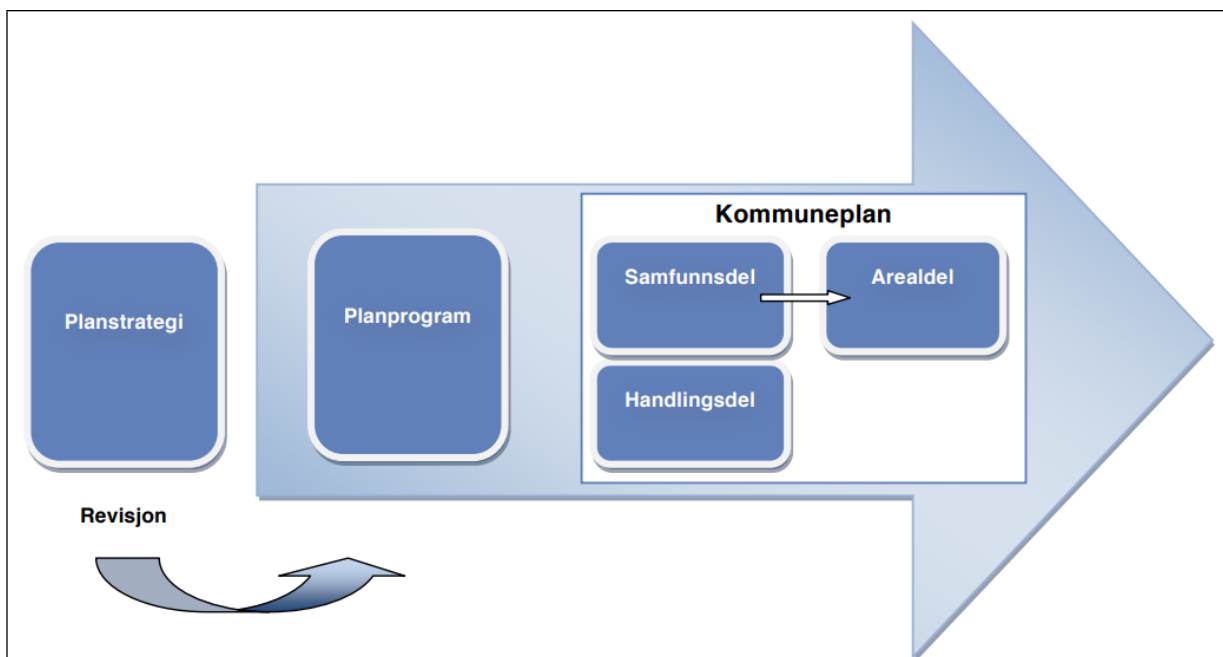 Kommuneplan
Planstrategi
Planprogram
Samfunnsdel
Arealdel
Handlingsdel
Revisjon